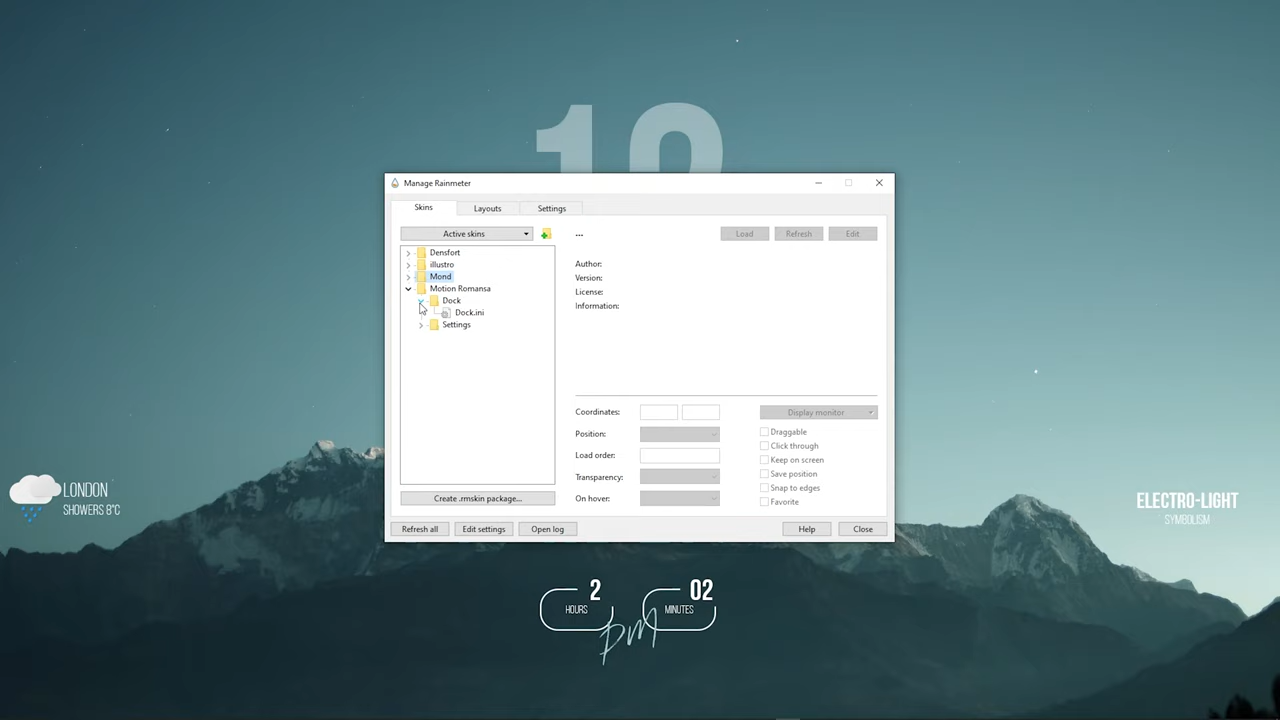 10
Manage Rainmeter
Skins
Layouts
Settings
Active skins
...
Load
Refresh
Edit
Densfort
illustro
Mond
Motion Romansa
Dock
Dock.ini
Settings
Author:
Version:
License:
Information:
Coordinates:
Display monitor
Position:
Draggable
Click through
Load order:
Keep on screen
Transparency:
Save position
Snap to edges
On hover:
Favorite
Create .rmskin package...
Refresh all
Edit settings
Open log
Help
Close
LONDON
SHOWERS 8°C
ELECTRO-LIGHT
SYMBOLISM
2
HOURS
02
MINUTES
pm